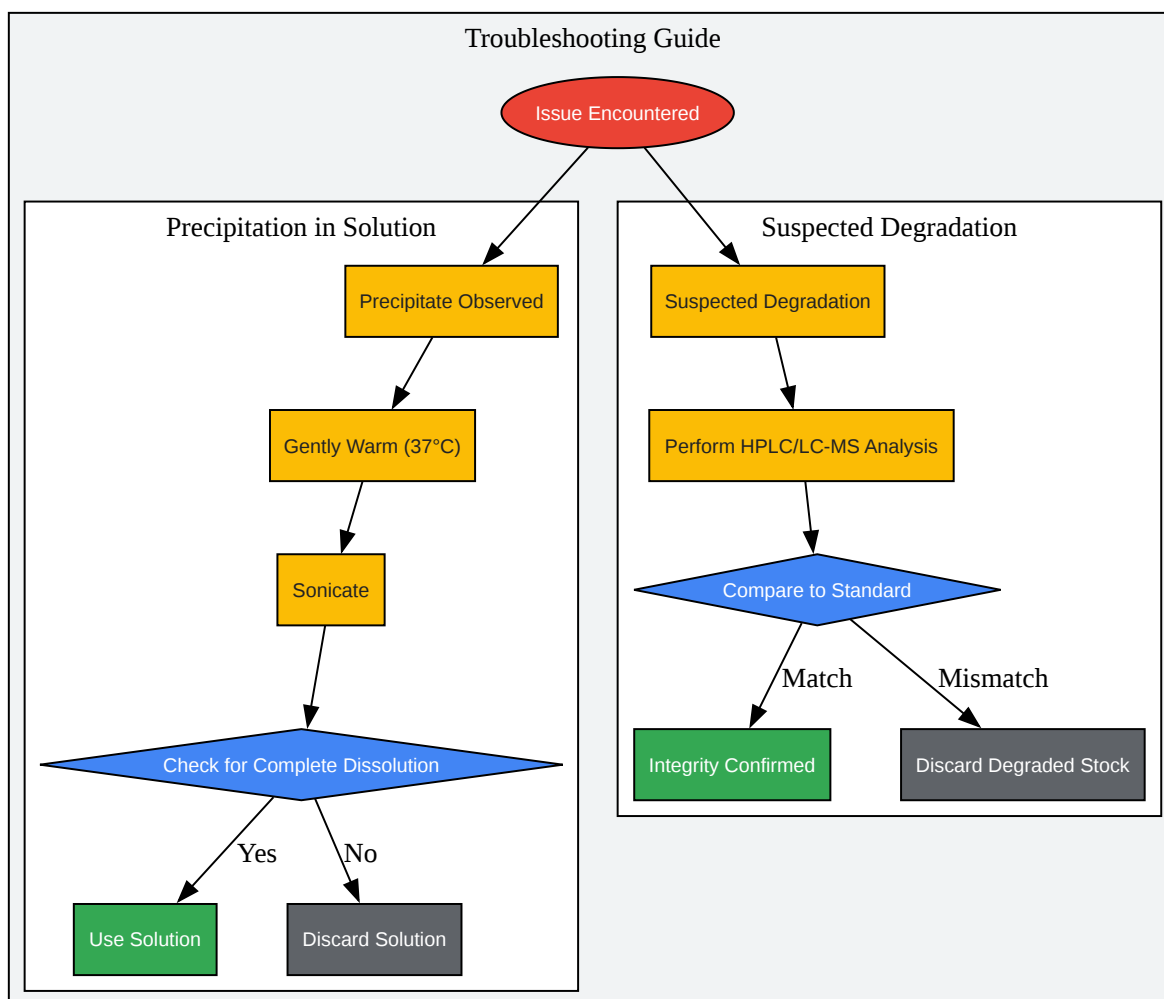 Troubleshooting Guide
Issue Encountered
Precipitation in Solution
Precipitate Observed
Gently Warm (37°C)
Sonicate
Check for Complete Dissolution
Yes
No
Use Solution
Discard Solution
Suspected Degradation
Suspected Degradation
Perform HPLC/LC-MS Analysis
Compare to Standard
Match
Mismatch
Integrity Confirmed
Discard Degraded Stock